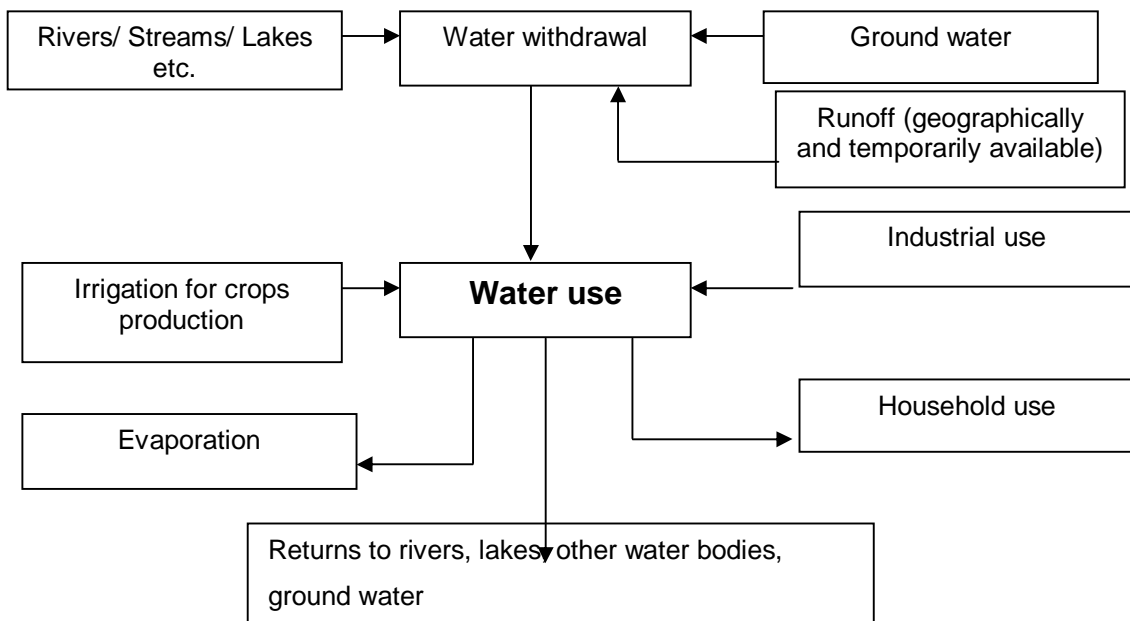 Rivers/ Streams/ Lakes
etc.
Water withdrawal
Ground water
Runoff (geographically
and temporarily available)
Industrial use
Irrigation for crops
production
Water use
Household use
Evaporation
Returns to rivers, lakes, other water bodies,
ground water